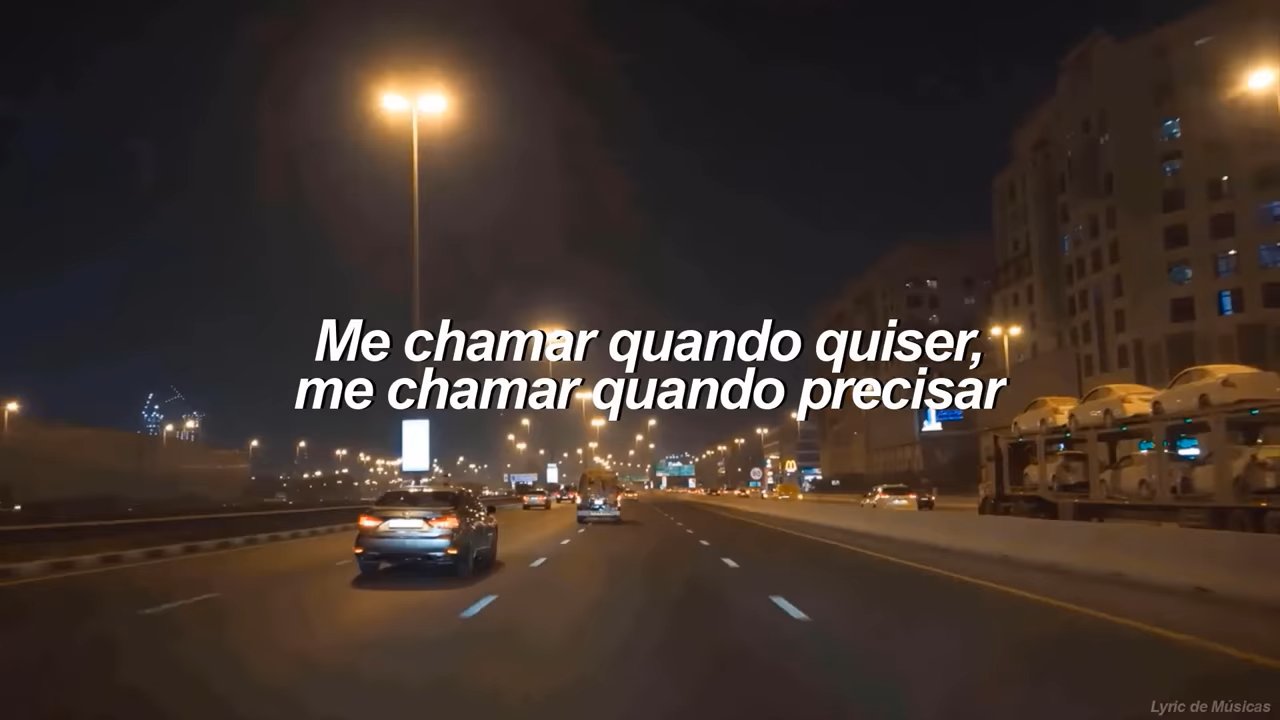 Me chamar quando quiser,
me chamar quando precisar
Lyric de Músicas